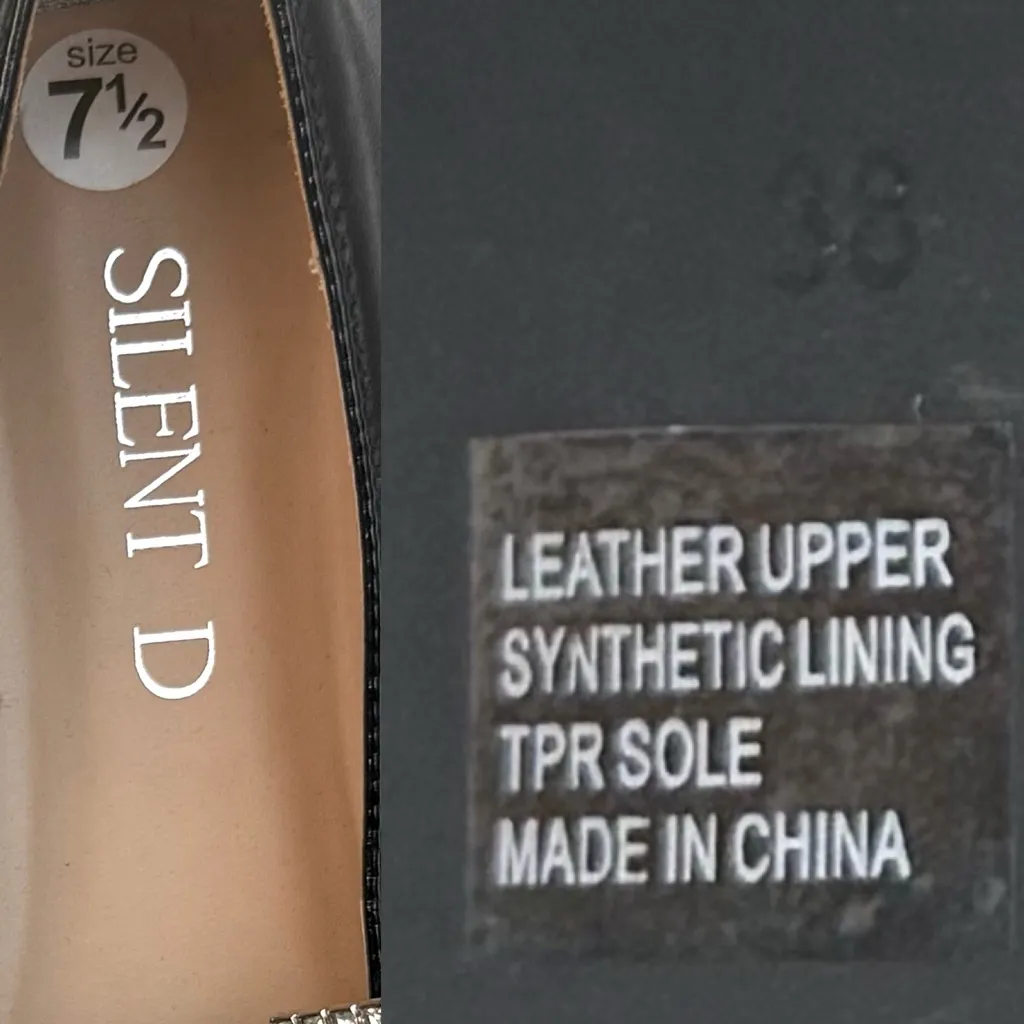 size
7½
SILENT D
38
LEATHER UPPER
SYNTHETIC LINING
TPR SOLE
MADE IN CHINA